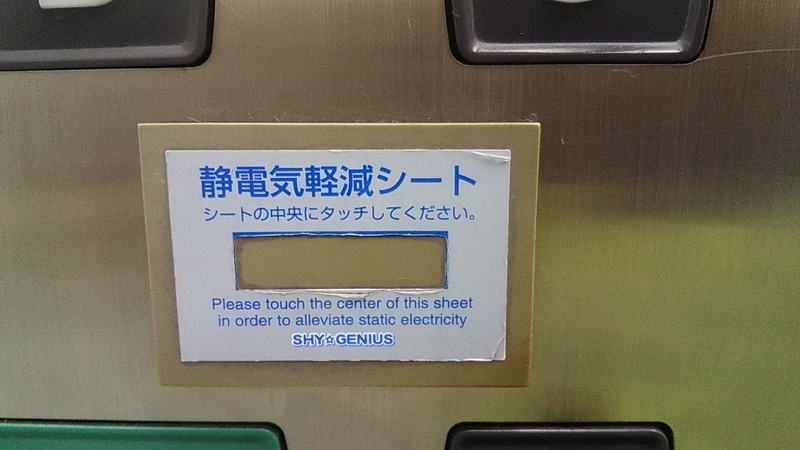 静電気軽減シート
シートの中央にタッチしてください。
Please touch the center of this sheet
in order to alleviate static electricity
SHY☆GENIUS